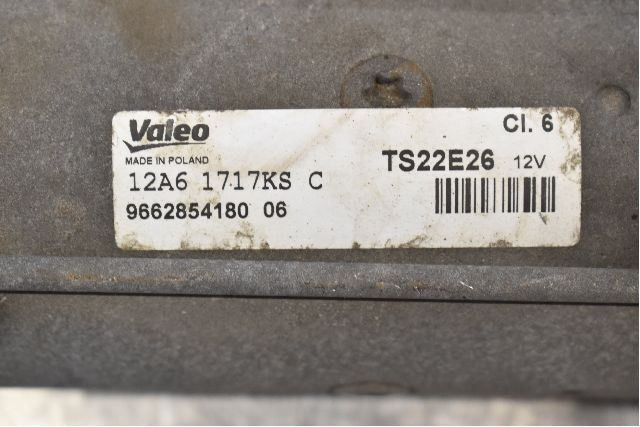 Valeo
MADE IN POLAND
12A6 1717KS C
9662854180 06
Cl. 6
TS22E26 12V